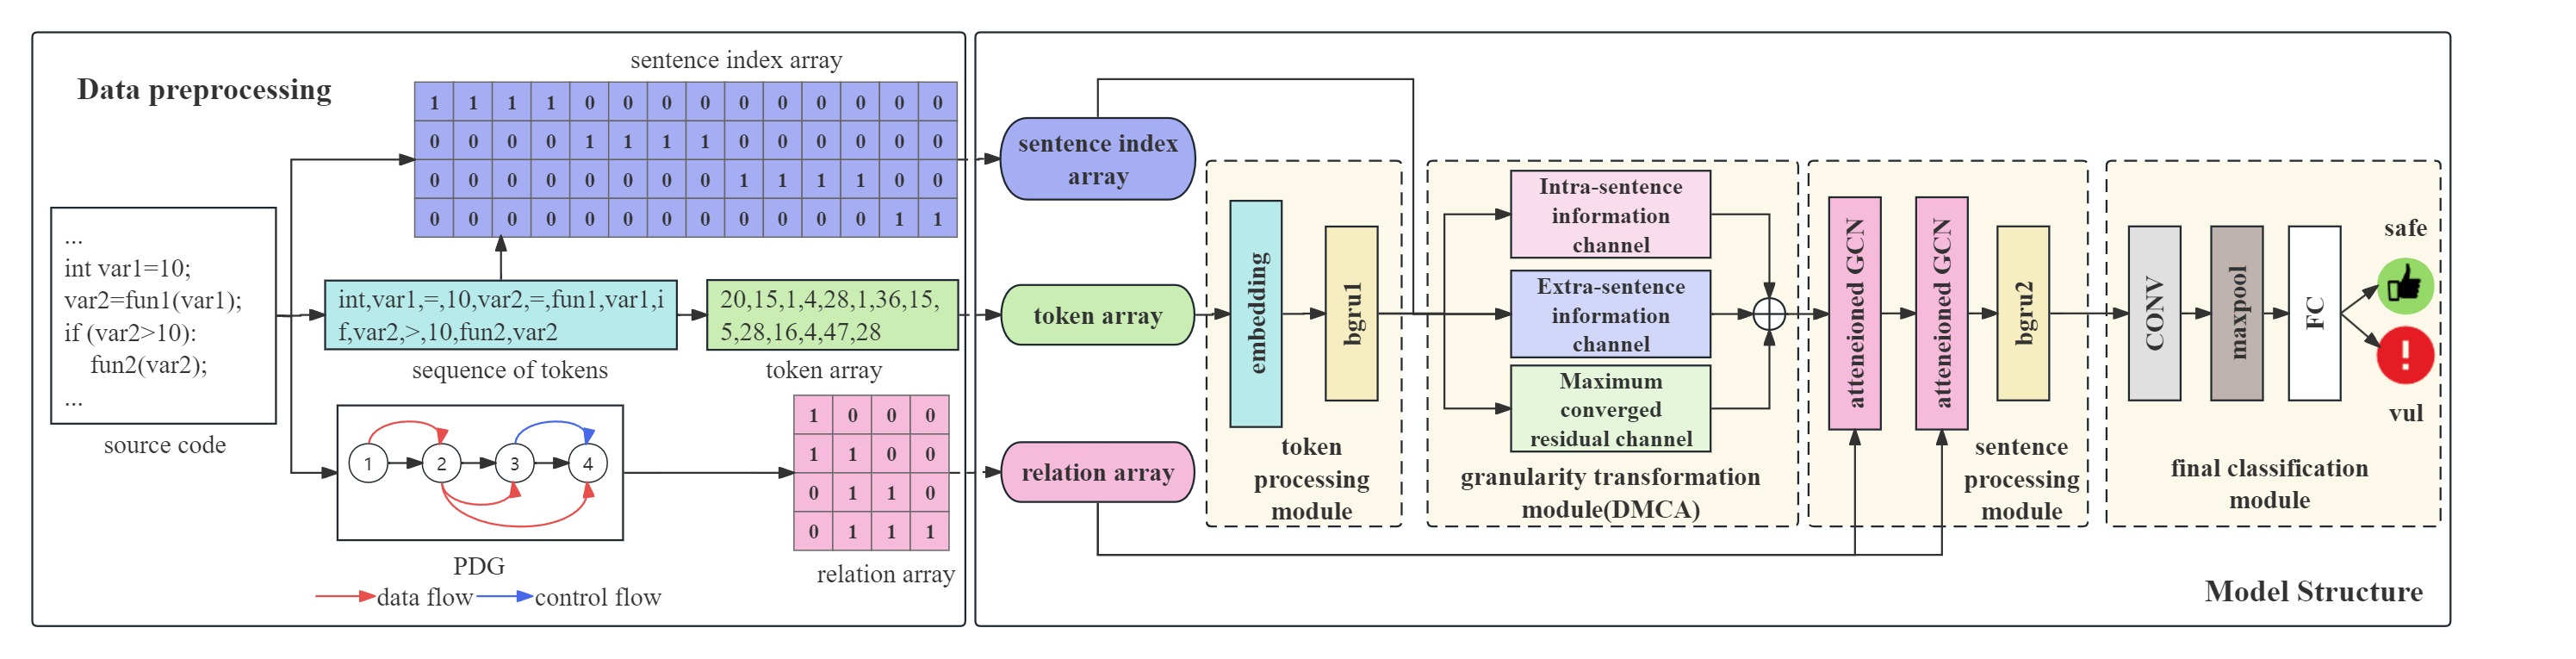 Data preprocessing
sentence index array
1 1 1 1 0 0 0 0 0 0 0 0 0 0
0 0 0 0 1 1 1 1 0 0 0 0 0 0
0 0 0 0 0 0 0 0 1 1 1 1 0 0
0 0 0 0 0 0 0 0 0 0 0 0 1 1
...
int var1=10;
var2=fun1(var1);
if (var2>10):
fun2(var2);
...
source code
int,var1,=,10,var2,=,fun1,var1,i
f,var2,>,10,fun2,var2
sequence of tokens
20,15,1,4,28,1,36,15,
5,28,16,4,47,28
token array
1 2 3 4
PDG
data flow
control flow
1 0 0 0
1 1 0 0
0 1 1 0
0 1 1 1
relation array
sentence index
array
token array
relation array
embedding
bgru1
token
processing
module
Intra-sentence
information
channel
Extra-sentence
information
channel
Maximum
converged
residual channel
granularity transformation
module(DMCA)
atteneioned GCN
atteneioned GCN
bgru2
sentence
processing
module
CONV
maxpool
FC
safe
!
vul
final classification
module
Model Structure